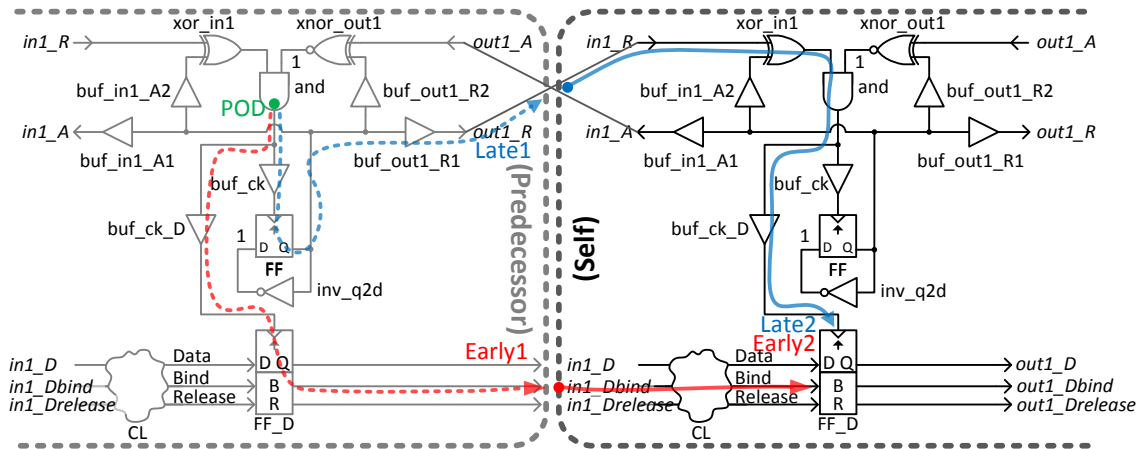 xor_in1
xnor_out1
in1_R
out1_A
1
and
buf_in1_A2
POD
buf_out1_R2
in1_A
out1_R
buf_in1_A1
buf_out1_R1
Late1
buf_ck
buf_ck_D
1
D Q
FF
inv_q2d
(Predecessor)
Early1
in1_D
Data
D Q
in1_Dbind
Bind
B
in1_Drelease
Release
R
CL
FF_D
(Self)
xor_in1
xnor_out1
in1_R
out1_A
1
and
buf_in1_A2
buf_out1_R2
in1_A
out1_R
buf_in1_A1
buf_out1_R1
buf_ck
buf_ck_D
1
D Q
FF
inv_q2d
Late2
Early2
in1_D
Data
D Q
out1_D
in1_Dbind
Bind
B
out1_Dbind
in1_Drelease
Release
R
out1_Drelease
CL
FF_D